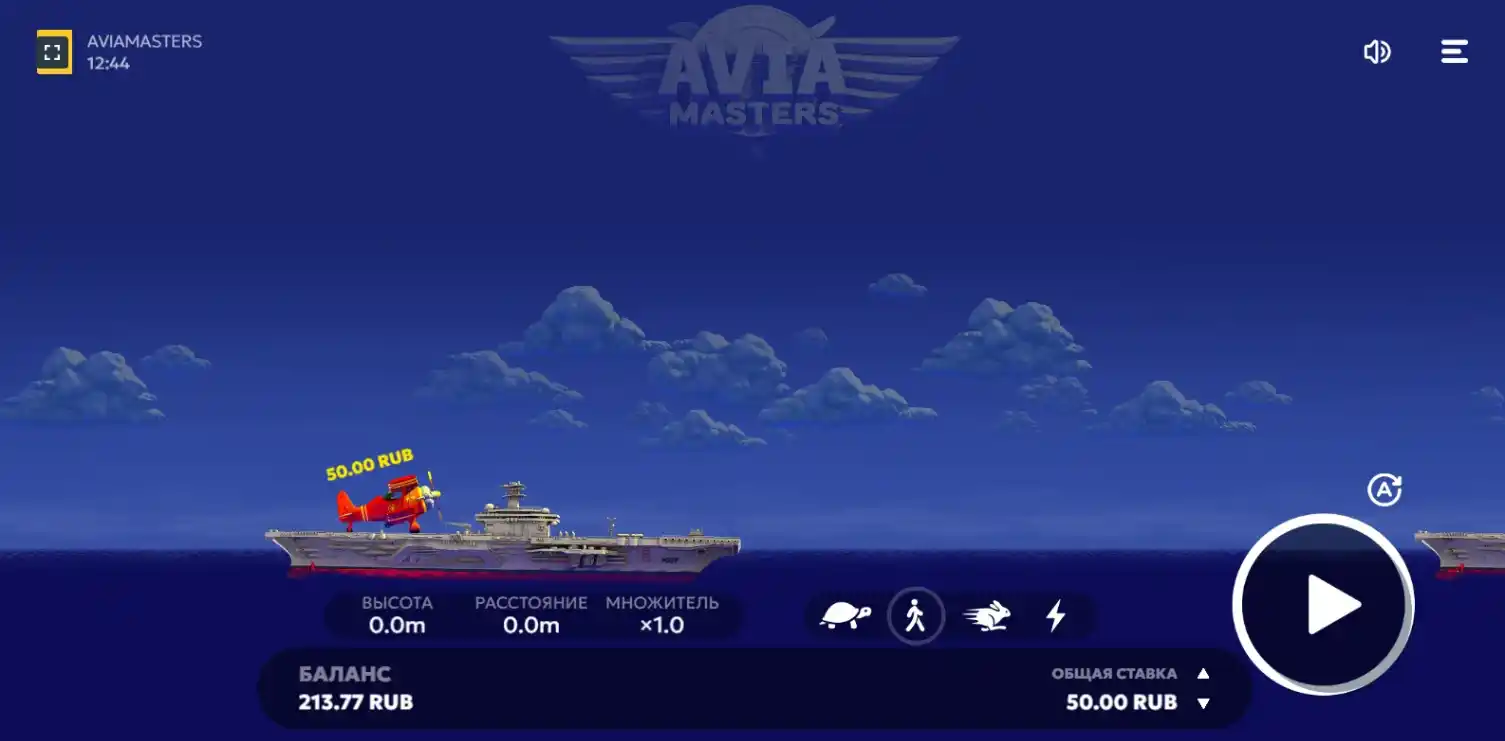 AVIAMASTERS
12:44
AVIA
MASTERS
50.00 RUB
ВЫСОТА РАССТОЯНИЕ МНОЖИТЕЛЬ
0.0m 0.0m ×1.0
БАЛАНС
213.77 RUB
ОБЩАЯ СТАВКА
50.00 RUB
A